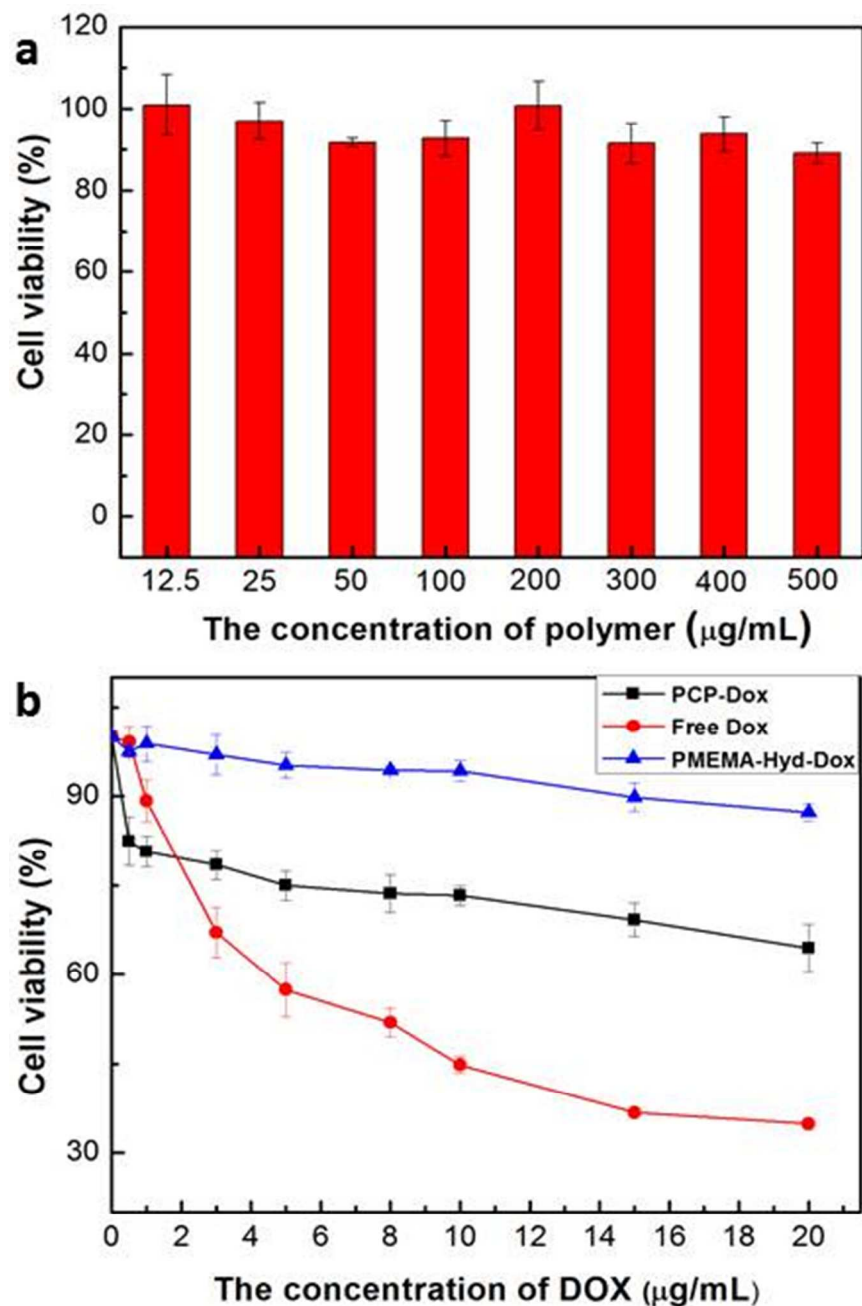 a
Cell viability (%)
120
100
80
60
40
20
0
12.5 25 50 100 200 300 400 500
The concentration of polymer (μg/mL)
b
PCP-Dox
Free Dox
PMEMA-Hyd-Dox
Cell viability (%)
90
60
30
0 2 4 6 8 10 12 14 16 18 20
The concentration of DOX (μg/mL)